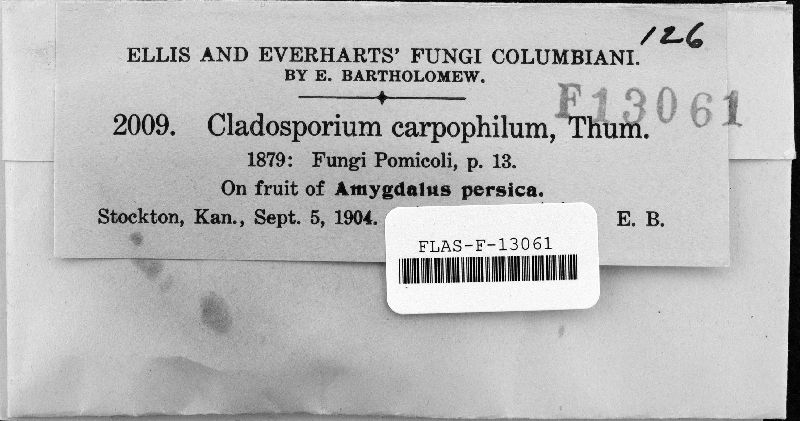 126
ELLIS AND EVERHARTS' FUNGI COLUMBIANI.
BY E. BARTHOLOMEW.
F13061
2009. Cladosporium carpophilum, Thum.
1879: Fungi Pomicoli, p. 13.
On fruit of Amygdalus persica.
Stockton, Kan., Sept. 5, 1904. E. B.
FLAS-F-13061